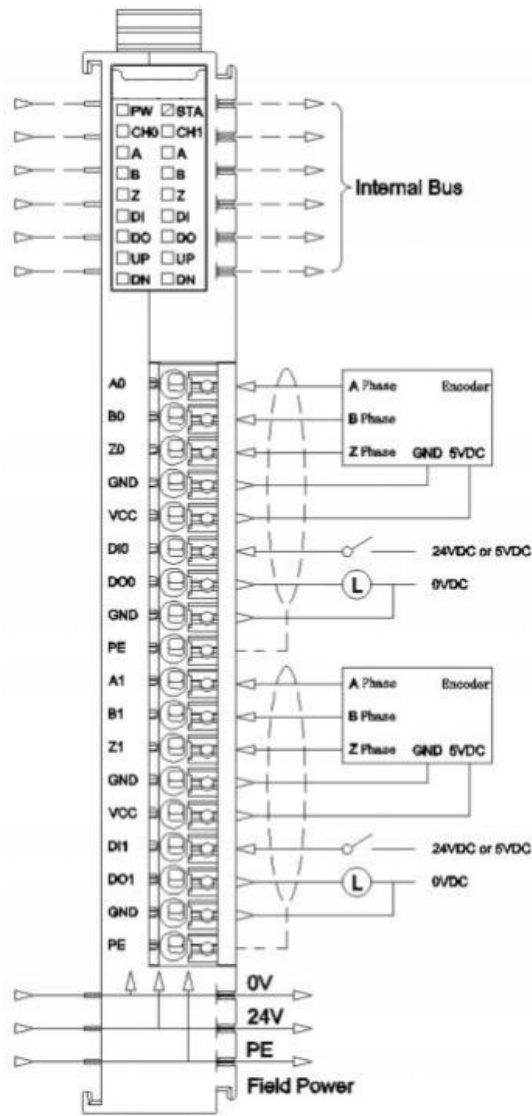 PW STA
CH0 CH1
A A
B B
Z Z
DI DI
DO DO
UP UP
DN DN
Internal Bus
A0
B0
Z0
GND
VCC
DI0
DO0
GND
PE
A Phase Encoder
B Phase
Z Phase GND 5VDC
24VDC or 5VDC
L 0VDC
A1
B1
Z1
GND
VCC
DI1
DO1
GND
PE
A Phase Encoder
B Phase
Z Phase GND 5VDC
24VDC or 5VDC
L 0VDC
0V
24V
PE
Field Power